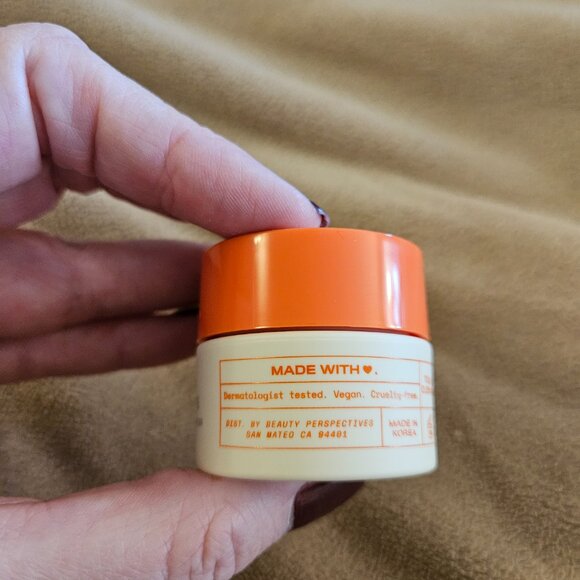 MADE WITH ♥.
Dermatologist tested. Vegan. Cruelty-Free.
DIST. BY BEAUTY PERSPECTIVES
SAN MATEO CA 94401
MADE IN
KOREA